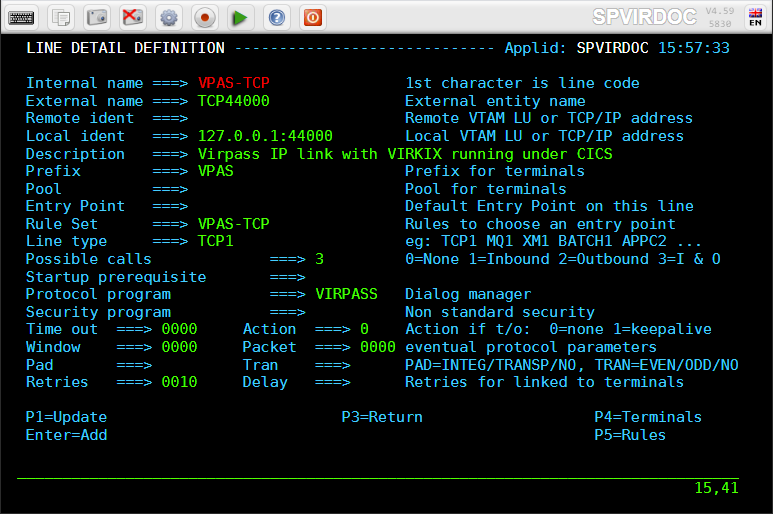 SPVIRDOC V4.59 5830 EN
LINE DETAIL DEFINITION ----------------------------- Applid: SPVIRDOC 15:57:33
Internal name ===> VPAS-TCP 1st character is line code
External name ===> TCP44000 External entity name
Remote ident ===> Remote VTAM LU or TCP/IP address
Local ident ===> 127.0.0.1:44000 Local VTAM LU or TCP/IP address
Description ===> Virpass IP link with VIRKIX running under CICS
Prefix ===> VPAS Prefix for terminals
Pool ===> Pool for terminals
Entry Point ===> Default Entry Point on this line
Rule Set ===> VPAS-TCP Rules to choose an entry point
Line type ===> TCP1 eg: TCP1 MQ1 XM1 BATCH1 APPC2 ...
Possible calls ===> 3 0=None 1=Inbound 2=Outbound 3=I & O
Startup prerequisite ===>
Protocol program ===> VIRPASS Dialog manager
Security program ===> Non standard security
Time out ===> 0000 Action ===> 0 Action if t/o: 0=none 1=keepalive
Window ===> 0000 Packet ===> 0000 eventual protocol parameters
Pad ===> Tran ===> PAD=INTEG/TRANSP/NO, TRAN=EVEN/ODD/NO
Retries ===> 0010 Delay ===> Retries for linked to terminals
P1=Update P3=Return P4=Terminals
Enter=Add P5=Rules
15,41